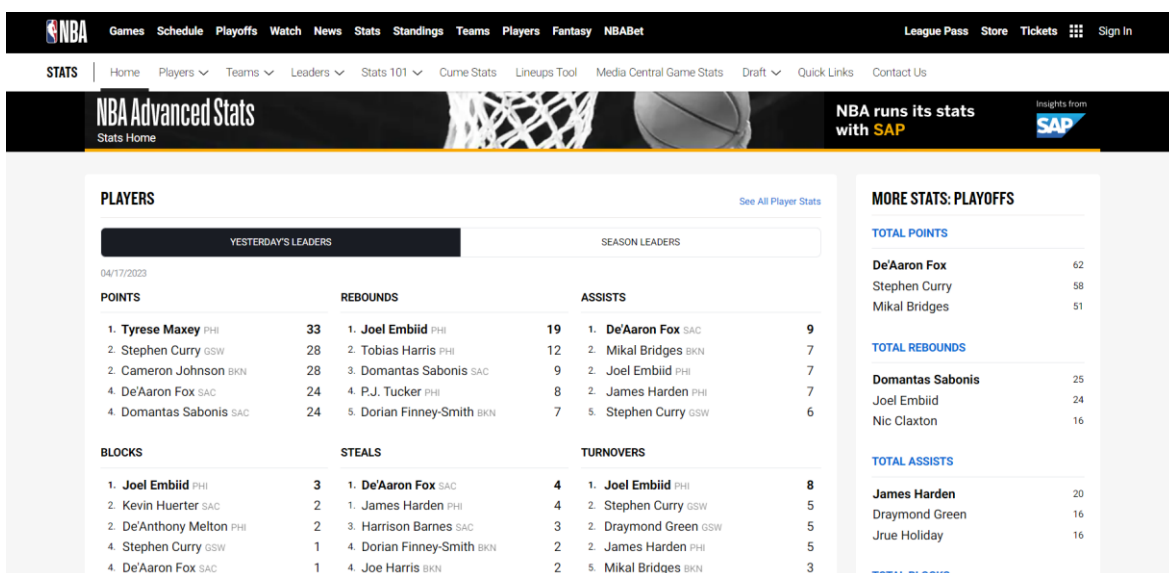 NBA Games Schedule Playoffs Watch News Stats Standings Teams Players Fantasy NBABet League Pass Store Tickets Sign In
STATS Home Players Teams Leaders Stats 101 Cume Stats Lineups Tool Media Central Game Stats Draft Quick Links Contact Us
NBA Advanced Stats
Stats Home
NBA runs its stats
with SAP
Insights from
SAP
PLAYERS
See All Player Stats
YESTERDAY'S LEADERS SEASON LEADERS
04/17/2023
POINTS
1. Tyrese Maxey PHI 33
2. Stephen Curry GSW 28
2. Cameron Johnson BKN 28
4. De'Aaron Fox SAC 24
4. Domantas Sabonis SAC 24
REBOUNDS
1. Joel Embiid PHI 19
2. Tobias Harris PHI 12
3. Domantas Sabonis SAC 9
4. P.J. Tucker PHI 8
5. Dorian Finney-Smith BKN 7
ASSISTS
1. De'Aaron Fox SAC 9
2. Mikal Bridges BKN 7
2. Joel Embiid PHI 7
2. James Harden PHI 7
5. Stephen Curry GSW 6
BLOCKS
1. Joel Embiid PHI 3
2. Kevin Huerter SAC 2
2. De'Anthony Melton PHI 2
4. Stephen Curry GSW 1
4. De'Aaron Fox SAC 1
STEALS
1. De'Aaron Fox SAC 4
1. James Harden PHI 4
3. Harrison Barnes SAC 3
4. Dorian Finney-Smith BKN 2
4. Joe Harris BKN 2
TURNOVERS
1. Joel Embiid PHI 8
2. Stephen Curry GSW 5
2. Draymond Green GSW 5
2. James Harden PHI 5
5. Mikal Bridges BKN 3
MORE STATS: PLAYOFFS
TOTAL POINTS
De'Aaron Fox 62
Stephen Curry 58
Mikal Bridges 51
TOTAL REBOUNDS
Domantas Sabonis 25
Joel Embiid 24
Nic Claxton 16
TOTAL ASSISTS
James Harden 20
Draymond Green 16
Jrue Holiday 16
TOTAL BLOCKS